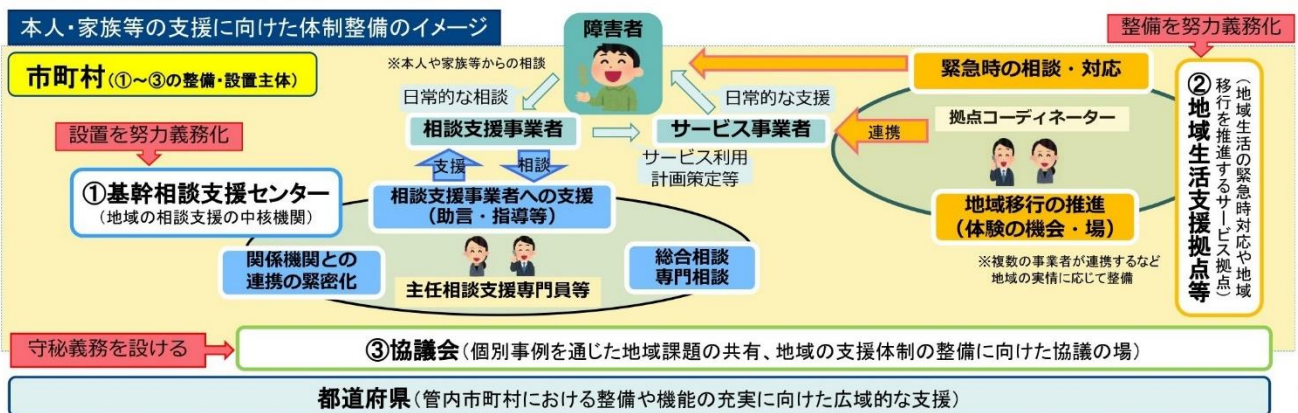 本人・家族等の支援に向けた体制整備のイメージ
市町村(①~③の整備・設置主体)
障害者
※本人や家族等からの相談
日常的な相談
日常的な支援
相談支援事業者
サービス事業者
サービス利用
計画策定等
設置を努力義務化
①基幹相談支援センター
(地域の相談支援の中核機関)
支援
相談
相談支援事業者への支援
(助言・指導等)
関係機関との
連携の緊密化
主任相談支援専門員等
総合相談
専門相談
整備を努力義務化
緊急時の相談・対応
拠点コーディネーター
連携
地域移行の推進
(体験の機会・場)
※複数の事業者が連携するなど
地域の実情に応じて整備
②地域生活支援拠点等
(地域生活の緊急時対応や地域
移行を推進するサービス拠点)
守秘義務を設ける
③協議会(個別事例を通じた地域課題の共有、地域の支援体制の整備に向けた協議の場)
都道府県(管内市町村における整備や機能の充実に向けた広域的な支援)